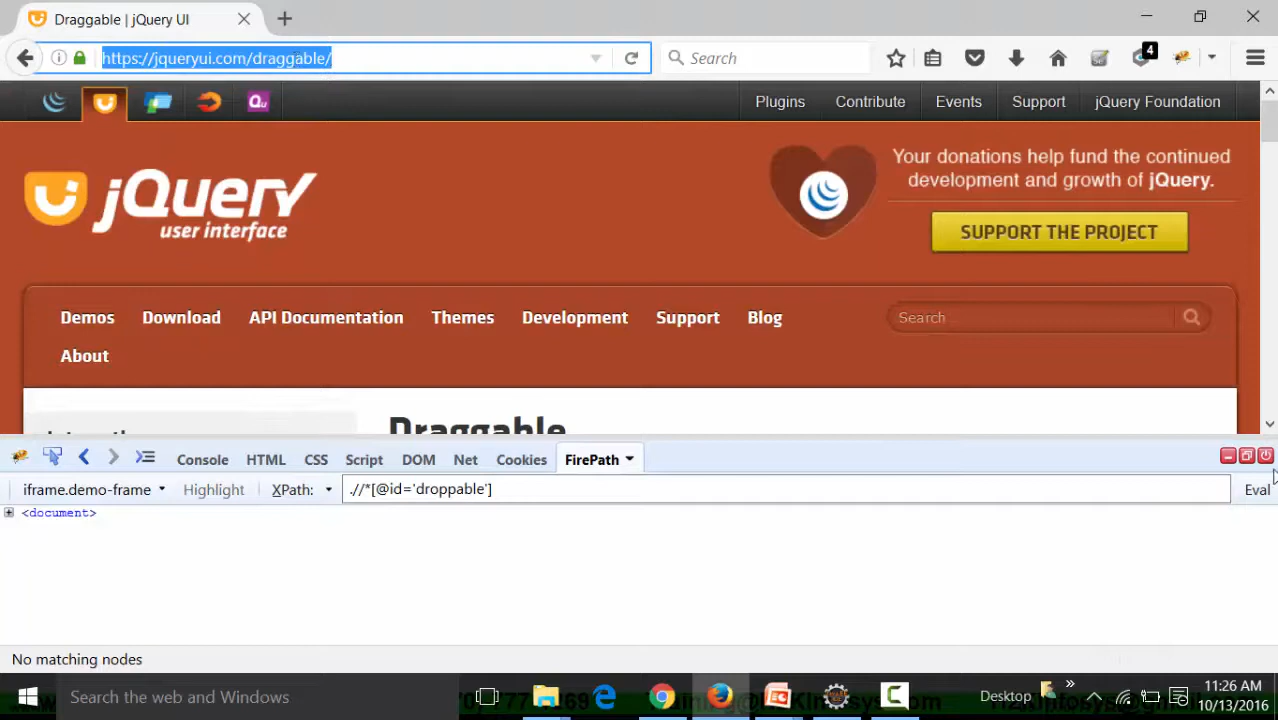 Draggable | jQuery UI
https://jqueryui.com/draggable/
Search
4
Qu
Plugins Contribute Events Support jQuery Foundation
jQuery
user interface
Your donations help fund the continued
development and growth of jQuery.
SUPPORT THE PROJECT
Demos Download API Documentation Themes Development Support Blog
Search
About
Draggable
Console HTML CSS Script DOM Net Cookies FirePath
iframe.demo-frame Highlight XPath: .//*[@id='droppable'] Eval
<document>
No matching nodes
Search the web and Windows
Desktop
11:26 AM
10/13/2016